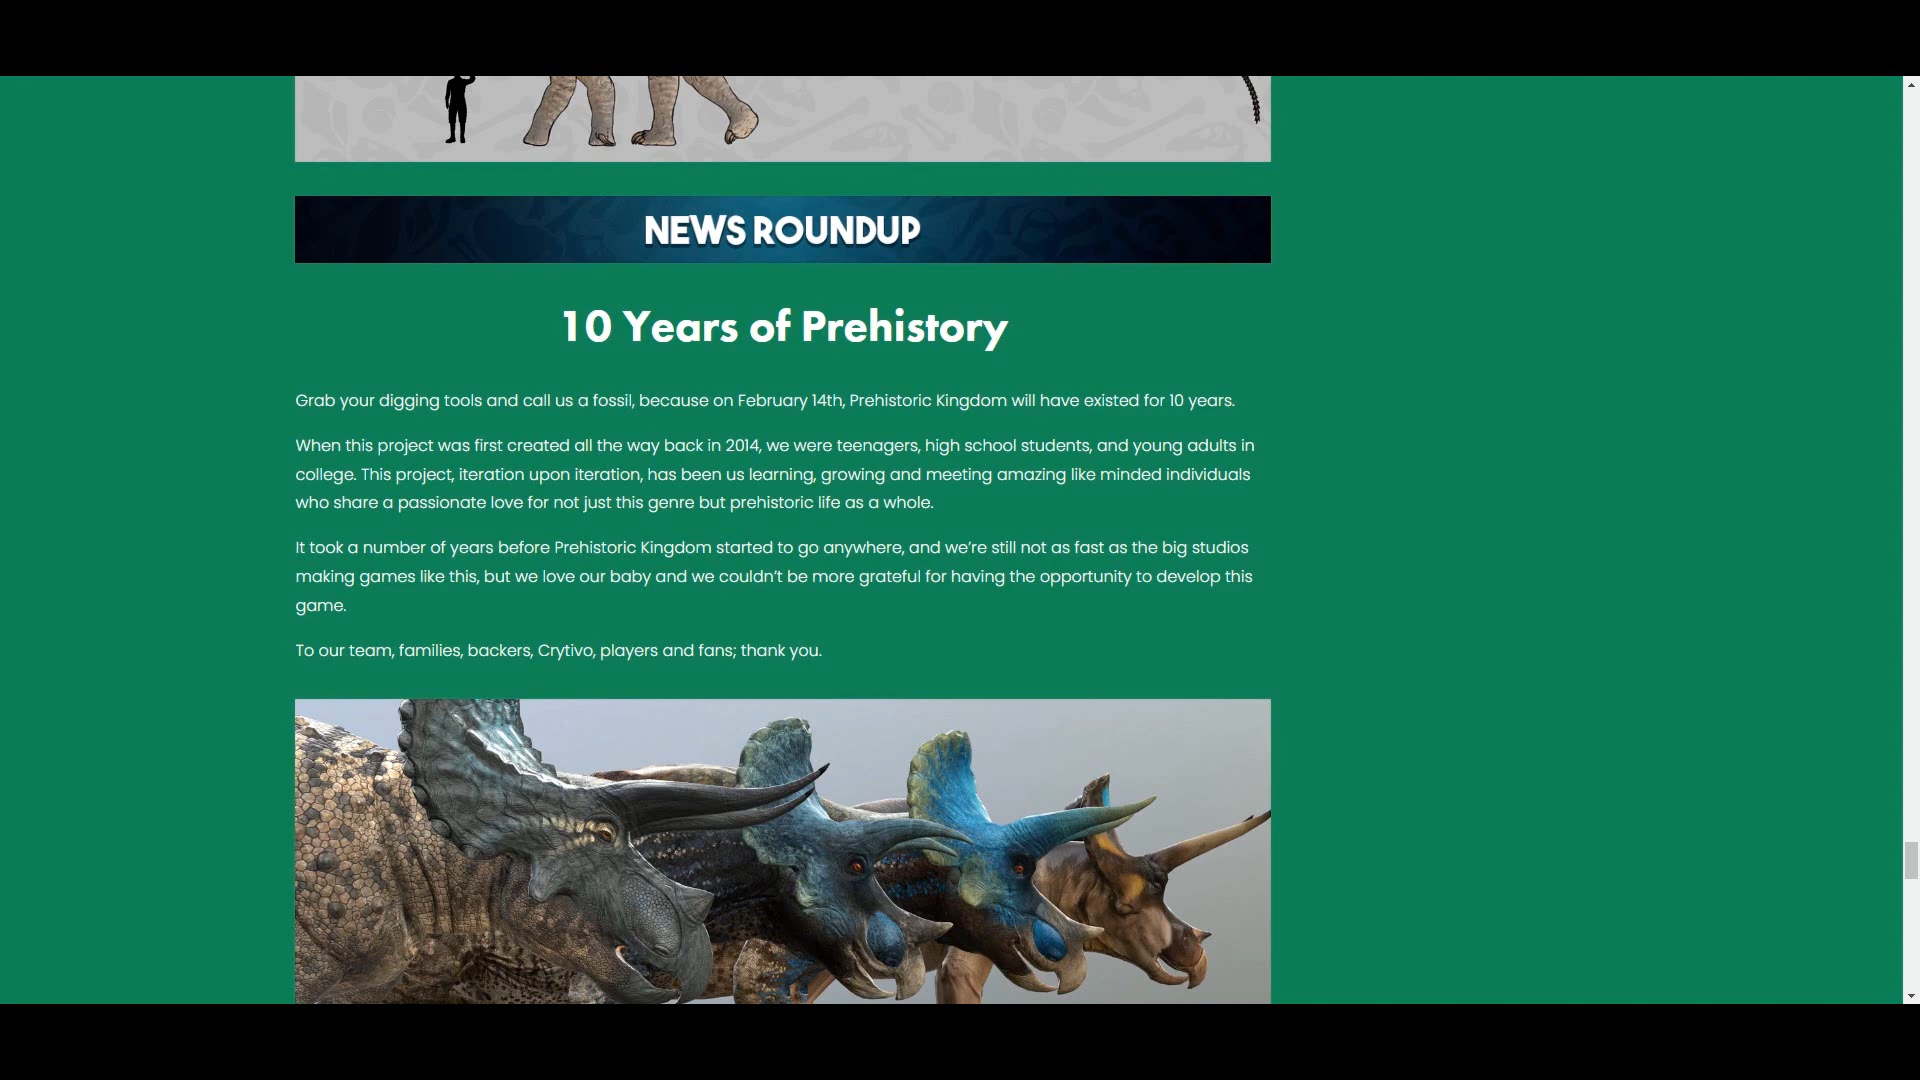 NEWS ROUNDUP
10 Years of Prehistory
Grab your digging tools and call us a fossil, because on February 14th, Prehistoric Kingdom will have existed for 10 years.
When this project was first created all the way back in 2014, we were teenagers, high school students, and young adults in
college. This project, iteration upon iteration, has been us learning, growing and meeting amazing like minded individuals
who share a passionate love for not just this genre but prehistoric life as a whole.
It took a number of years before Prehistoric Kingdom started to go anywhere, and we’re still not as fast as the big studios
making games like this, but we love our baby and we couldn’t be more grateful for having the opportunity to develop this
game.
To our team, families, backers, Crytivo, players and fans; thank you.